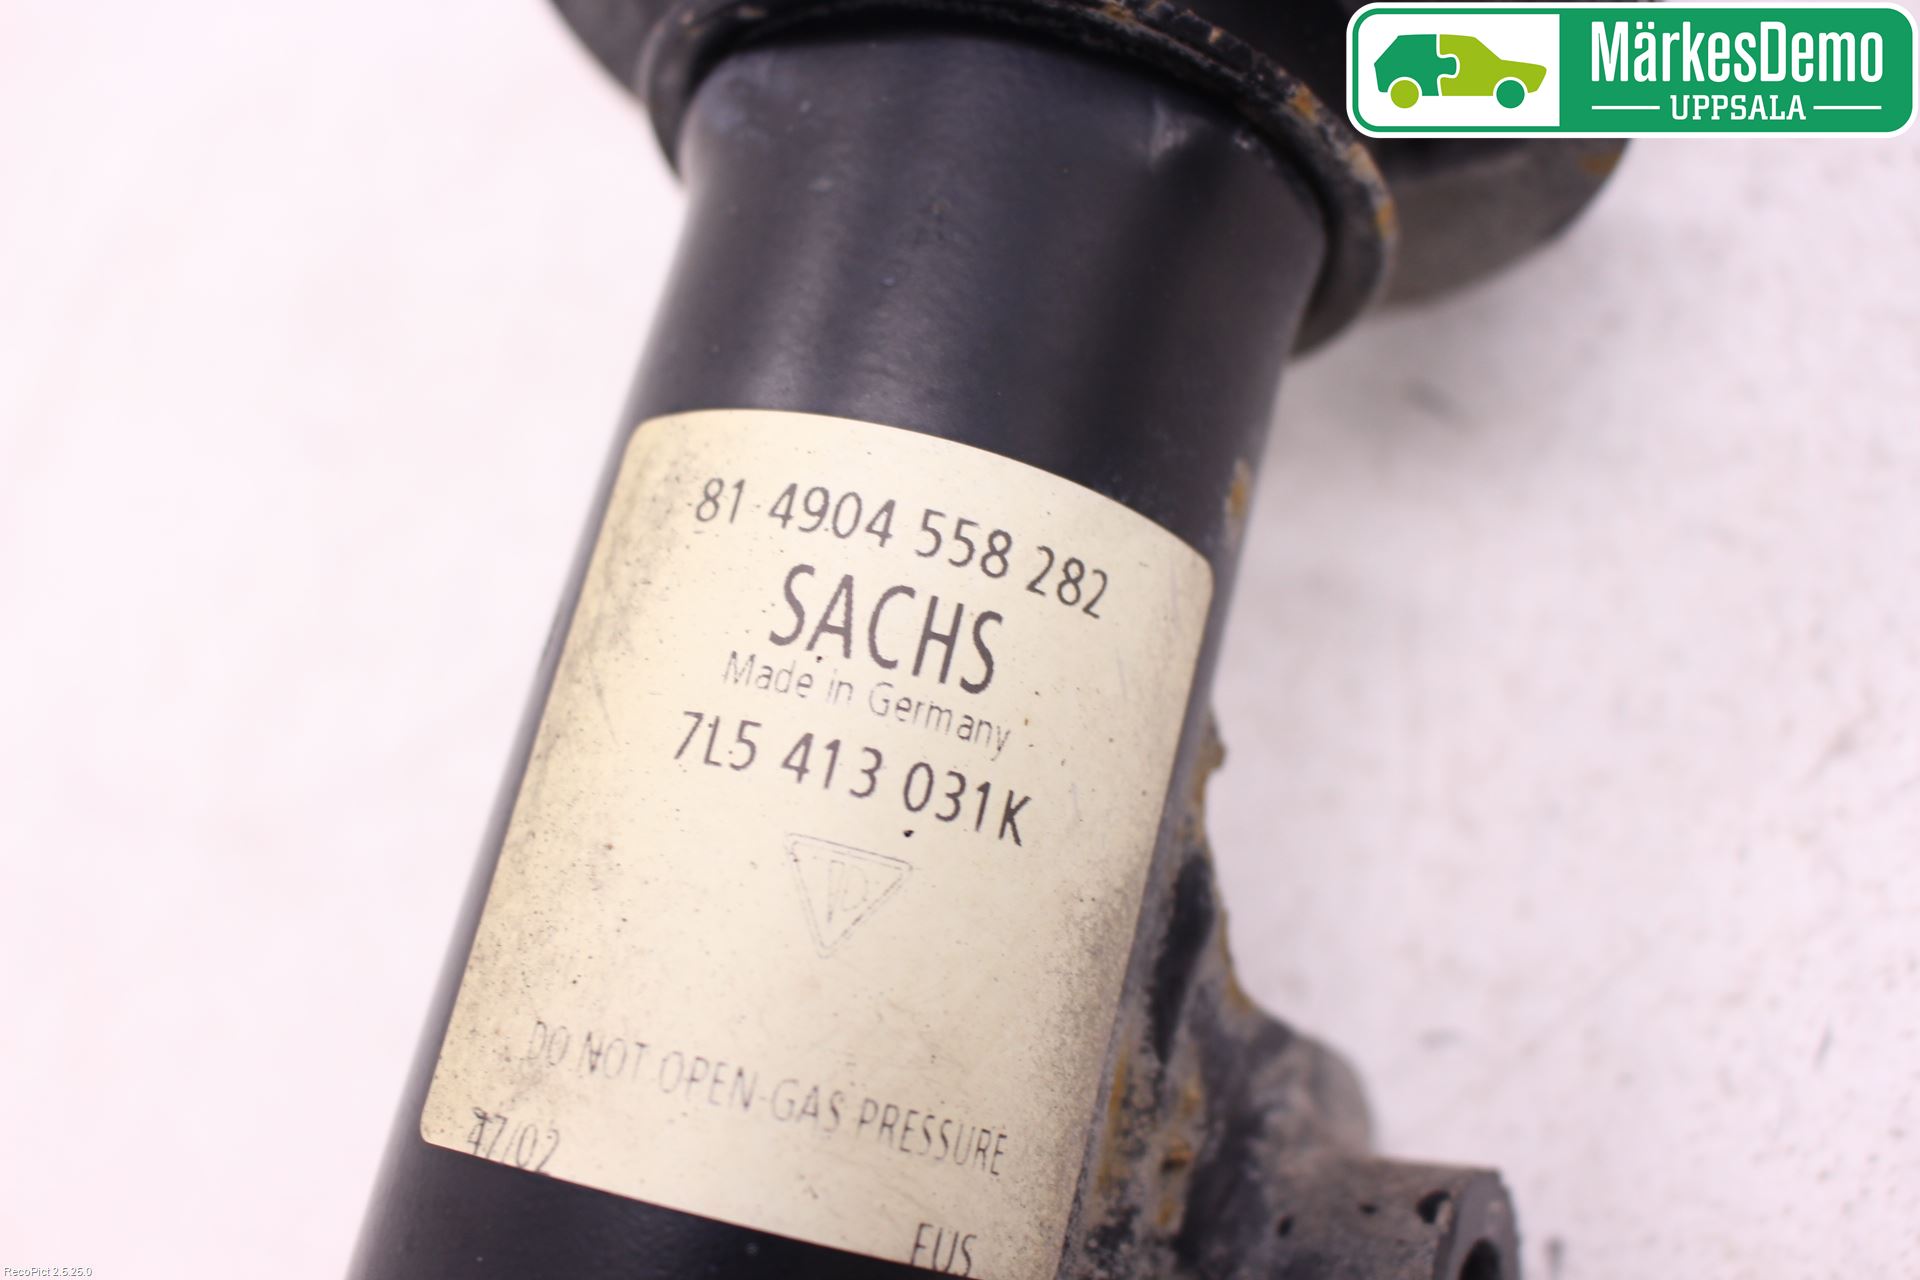 MärkesDemo
UPPSALA
81 4904 558 282
SACHS
Made in Germany
7L5 413 031K
DO NOT OPEN-GAS PRESSURE
47/02
EUS
RecoPict 2.5.25.0